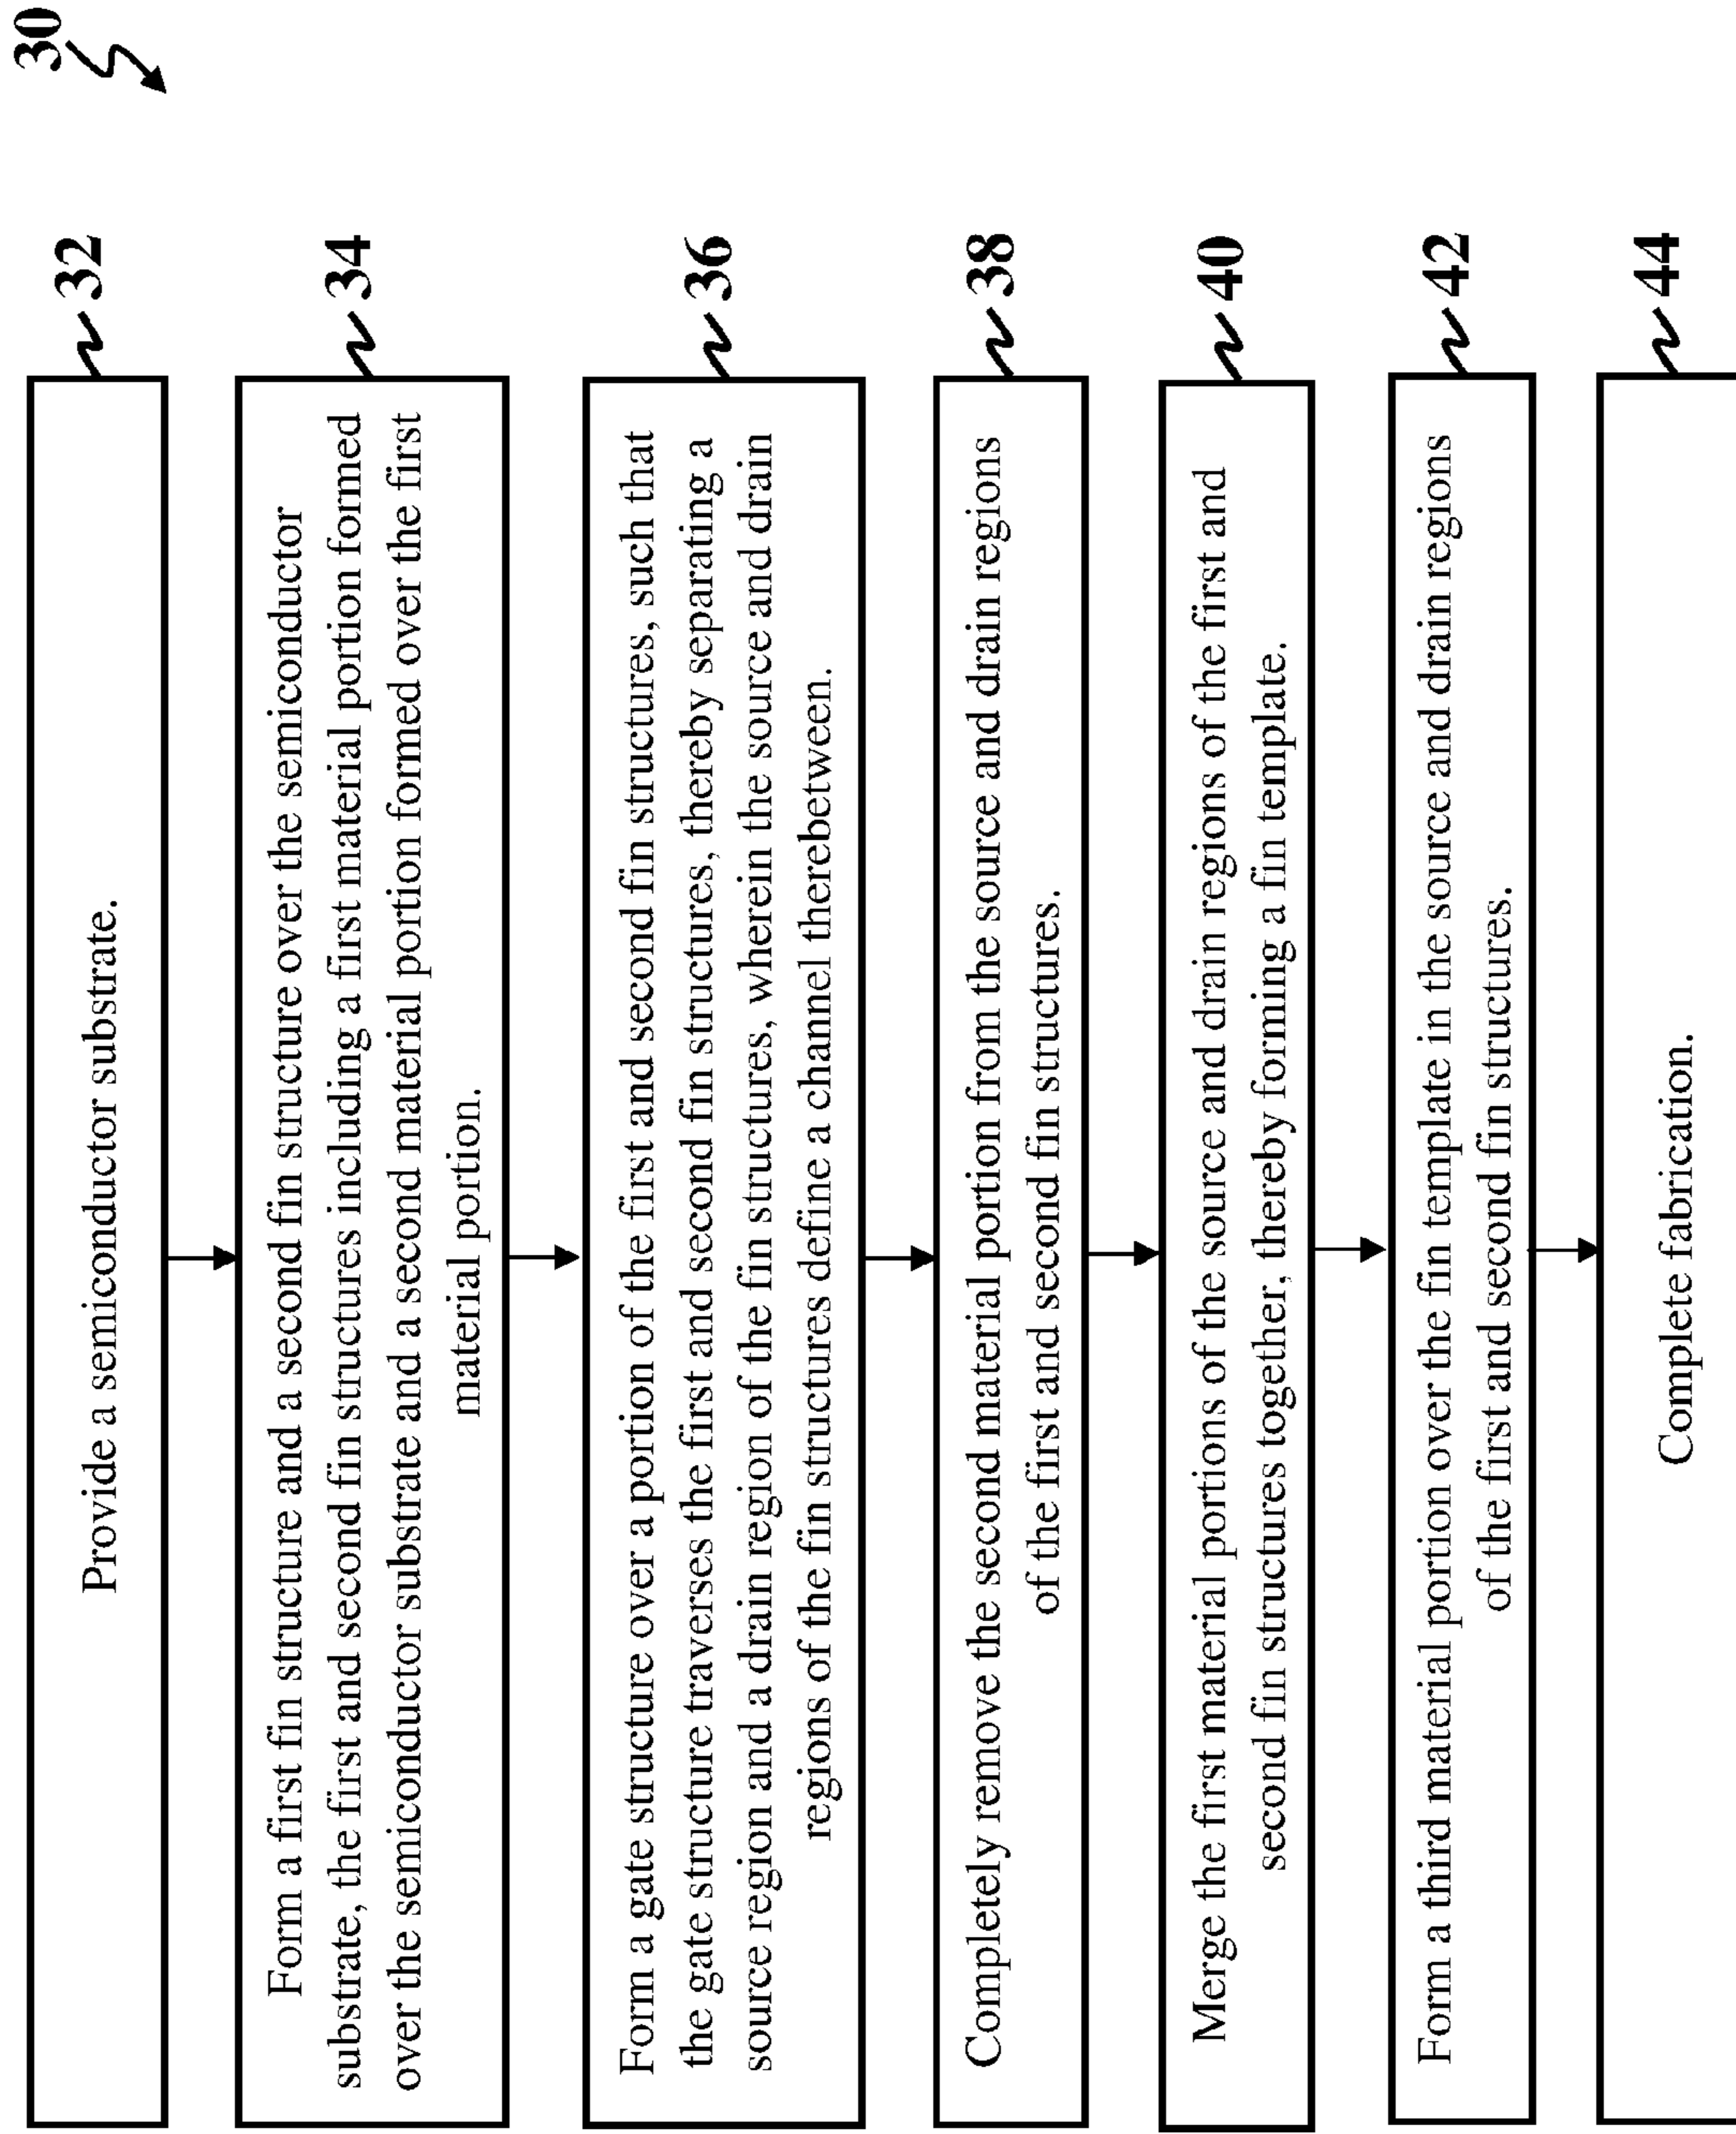 30
Provide a semiconductor substrate.
32
Form a first fin structure and a second fin structure over the semiconductor
substrate, the first and second fin structures including a first material portion formed
over the semiconductor substrate and a second material portion formed over the first
material portion.
34
Form a gate structure over a portion of the first and second fin structures, such that
the gate structure traverses the first and second fin structures, thereby separating a
source region and a drain region of the fin structures, wherein the source and drain
regions of the fin structures define a channel therebetween.
36
Completely remove the second material portion from the source and drain regions
of the first and second fin structures.
38
Merge the first material portions of the source and drain regions of the first and
second fin structures together, thereby forming a fin template.
40
Form a third material portion over the fin template in the source and drain regions
of the first and second fin structures.
42
Complete fabrication.
44